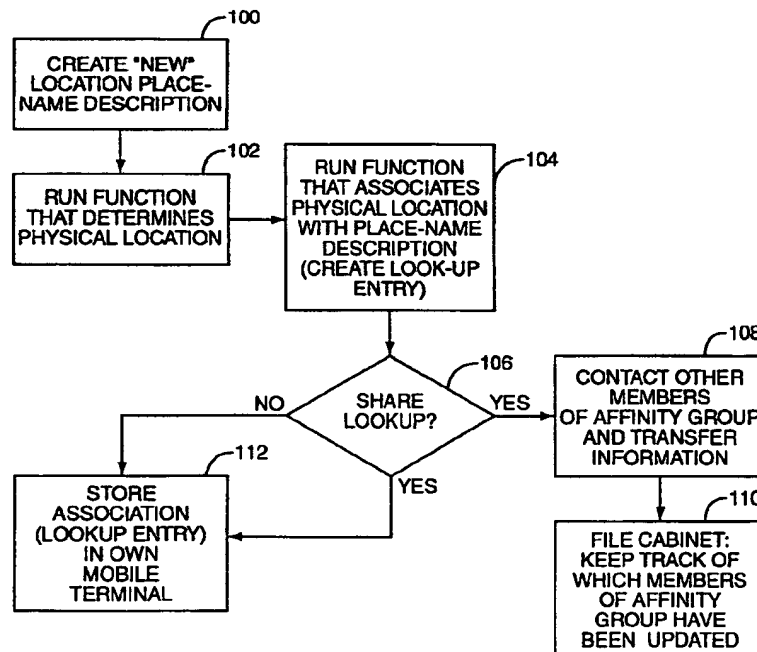 100
CREATE "NEW"
LOCATION PLACE-
NAME DESCRIPTION
102
RUN FUNCTION
THAT DETERMINES
PHYSICAL LOCATION
104
RUN FUNCTION
THAT ASSOCIATES
PHYSICAL LOCATION
WITH PLACE-NAME
DESCRIPTION
(CREATE LOOK-UP
ENTRY)
106
SHARE
LOOKUP?
NO
YES
YES
108
CONTACT OTHER
MEMBERS
OF AFFINITY GROUP
AND TRANSFER
INFORMATION
112
STORE
ASSOCIATION
(LOOKUP ENTRY)
IN OWN
MOBILE
TERMINAL
110
FILE CABINET:
KEEP TRACK OF
WHICH MEMBERS
OF AFFINITY
GROUP HAVE
BEEN UPDATED